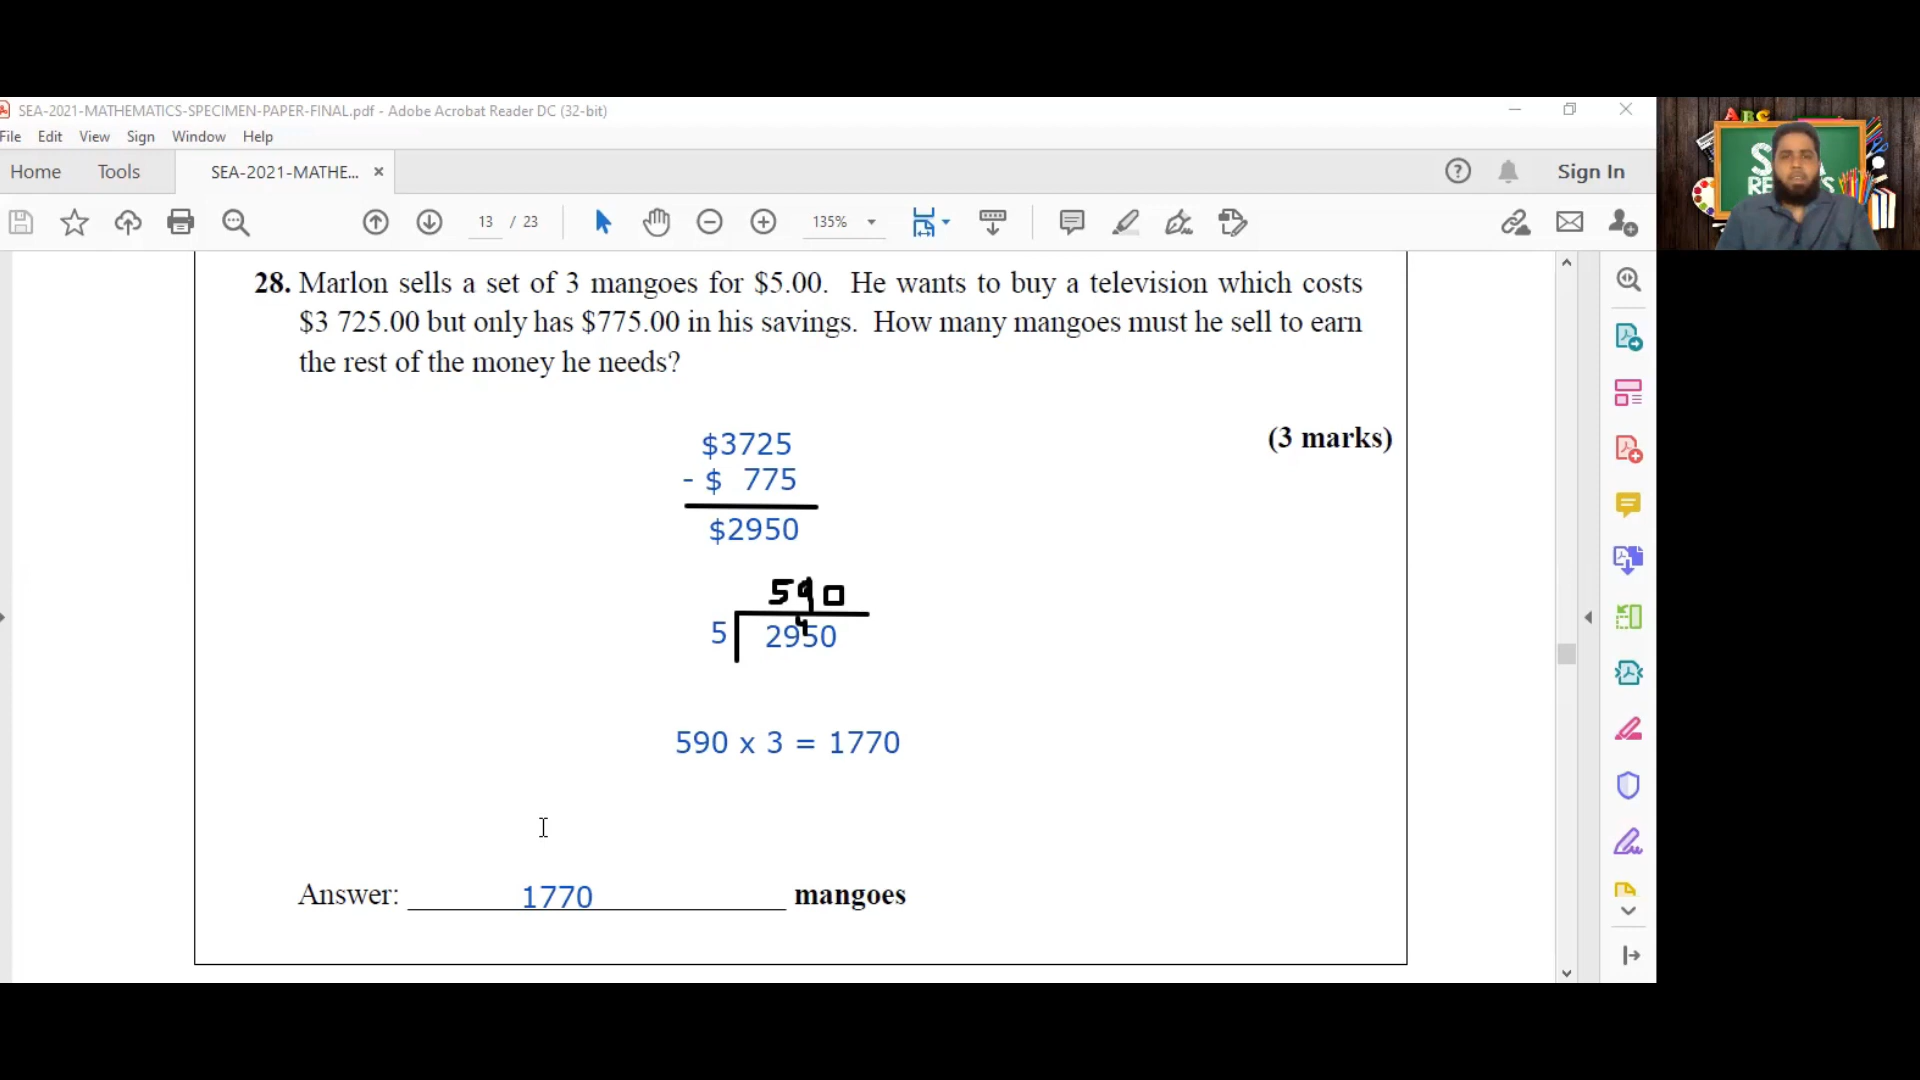 SEA-2021-MATHEMATICS-SPECIMEN-PAPER-FINAL.pdf - Adobe Acrobat Reader DC (32-bit)
File Edit View Sign Window Help
Home Tools SEA-2021-MATHE... × Sign In
13 / 23 135%
28. Marlon sells a set of 3 mangoes for $5.00. He wants to buy a television which costs
$3 725.00 but only has $775.00 in his savings. How many mangoes must he sell to earn
the rest of the money he needs?
(3 marks)
$3725
- $ 775
$2950
590
4
5 2950
590 x 3 = 1770
Answer: 1770 mangoes
ABC